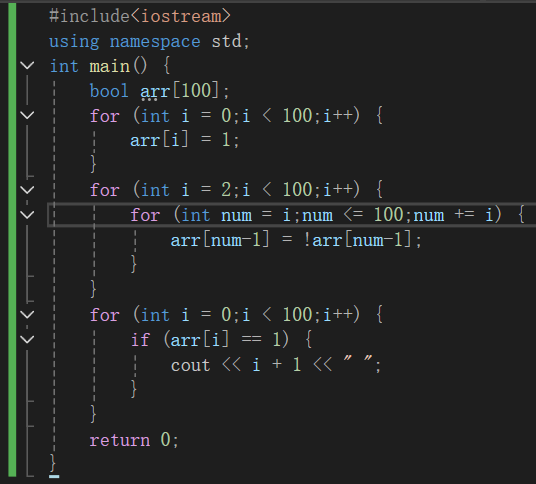 #include<iostream>
using namespace std;
int main() {
    bool arr[100];
    for (int i = 0;i < 100;i++) {
        arr[i] = 1;
    }
    for (int i = 2;i < 100;i++) {
        for (int num = i;num <= 100;num += i) {
            arr[num-1] = !arr[num-1];
        }
    }
    for (int i = 0;i < 100;i++) {
        if (arr[i] == 1) {
            cout << i + 1 << " ";
        }
    }
    return 0;
}